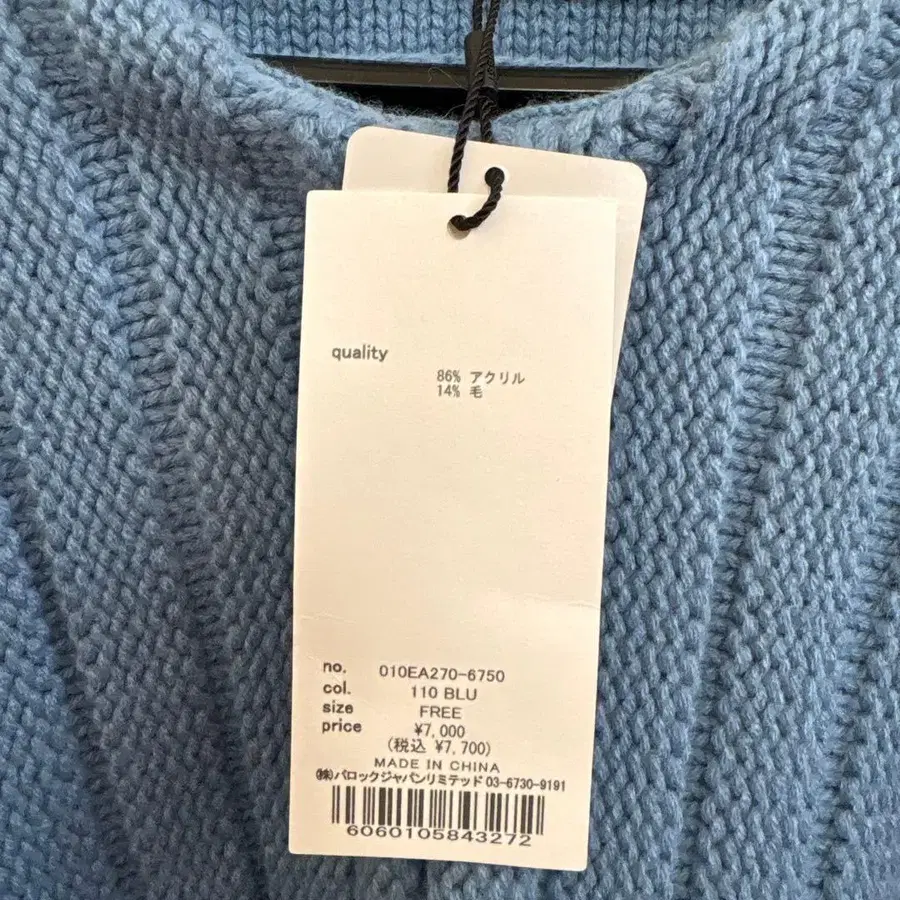 quality
86% アクリル
14% 毛
no. 010EA270-6750
col. 110 BLU
size FREE
price ¥7,000
(税込 ¥7,700)
MADE IN CHINA
㈱バロックジャパンリミテッド 03-6730-9191
6060105843272